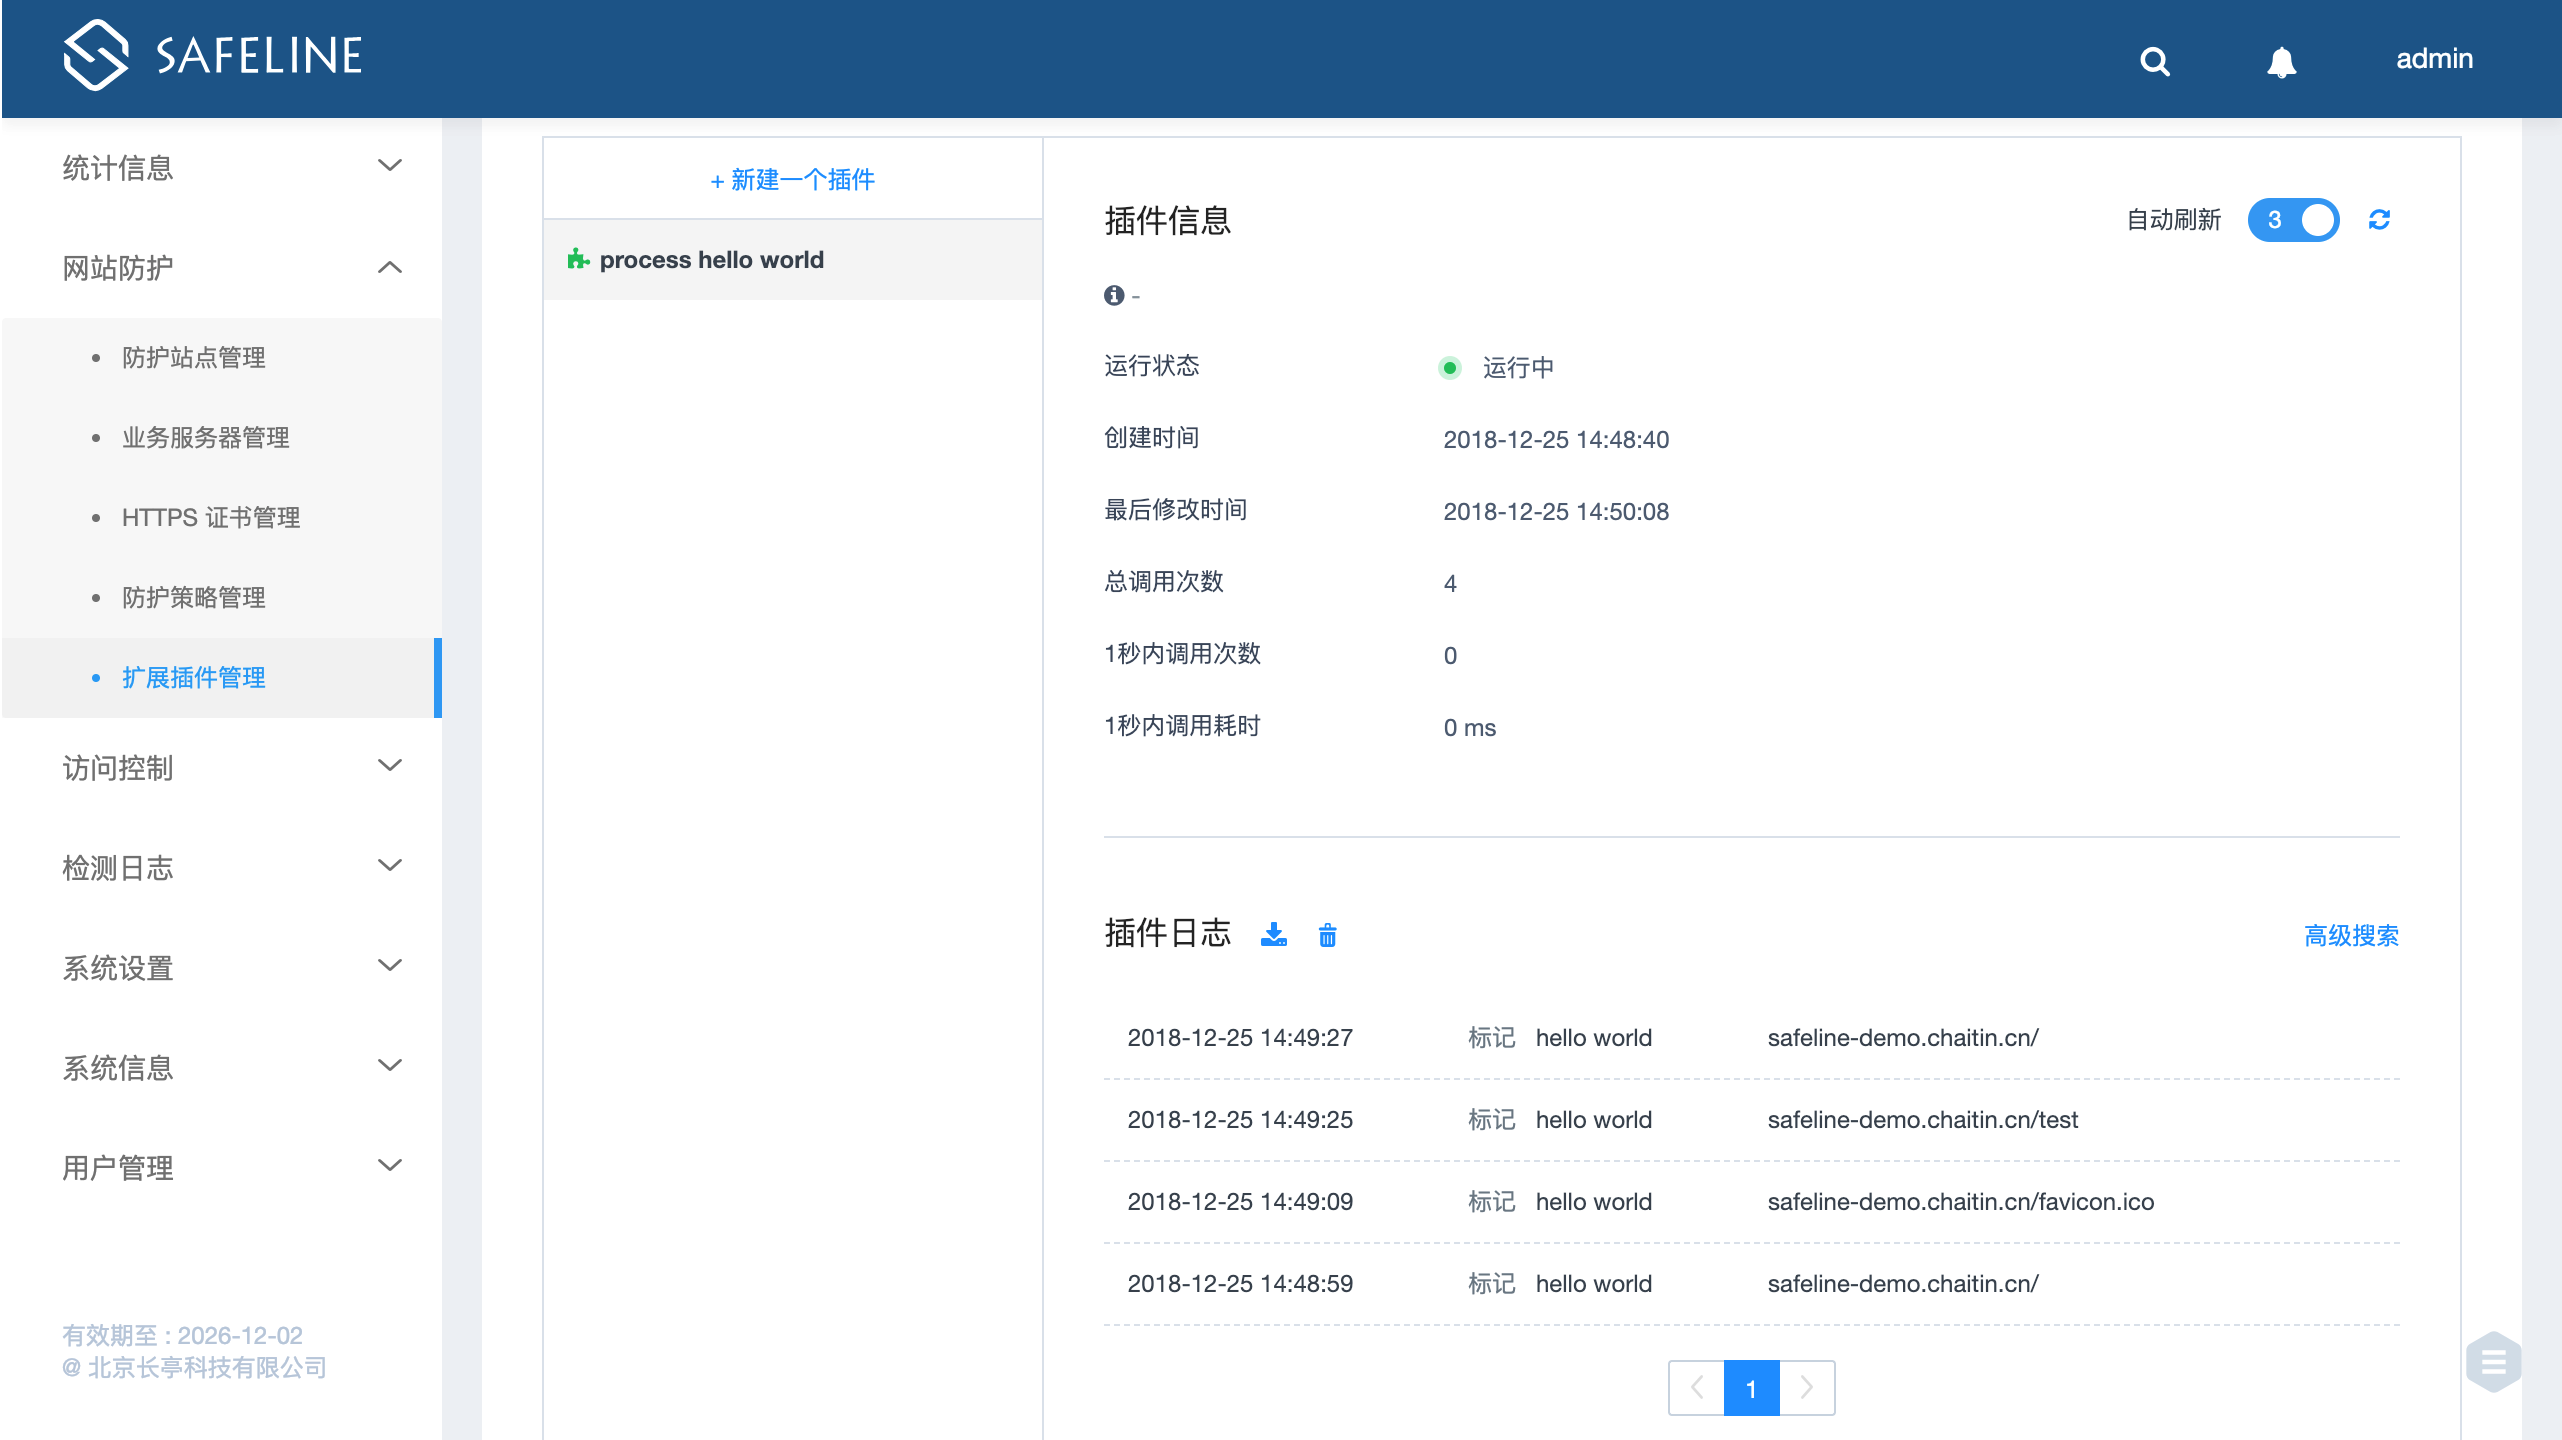 SAFELINE
admin
统计信息
网站防护
防护站点管理
业务服务器管理
HTTPS 证书管理
防护策略管理
扩展插件管理
访问控制
检测日志
系统设置
系统信息
用户管理
有效期至 : 2026-12-02
@ 北京长亭科技有限公司
+ 新建一个插件
process hello world
插件信息
自动刷新 3
-
运行状态 运行中
创建时间 2018-12-25 14:48:40
最后修改时间 2018-12-25 14:50:08
总调用次数 4
1秒内调用次数 0
1秒内调用耗时 0 ms
插件日志
高级搜索
2018-12-25 14:49:27 标记 hello world safeline-demo.chaitin.cn/
2018-12-25 14:49:25 标记 hello world safeline-demo.chaitin.cn/test
2018-12-25 14:49:09 标记 hello world safeline-demo.chaitin.cn/favicon.ico
2018-12-25 14:48:59 标记 hello world safeline-demo.chaitin.cn/
1